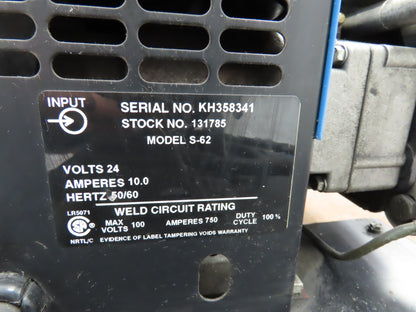 INPUT
SERIAL NO. KH358341
STOCK NO. 131785
MODEL S-62
VOLTS 24
AMPERES 10.0
HERTZ 50/60
WELD CIRCUIT RATING
LR5071
MAX VOLTS 100 AMPERES 750 DUTY CYCLE 100 %
NRTL/C EVIDENCE OF LABEL TAMPERING VOIDS WARRANTY